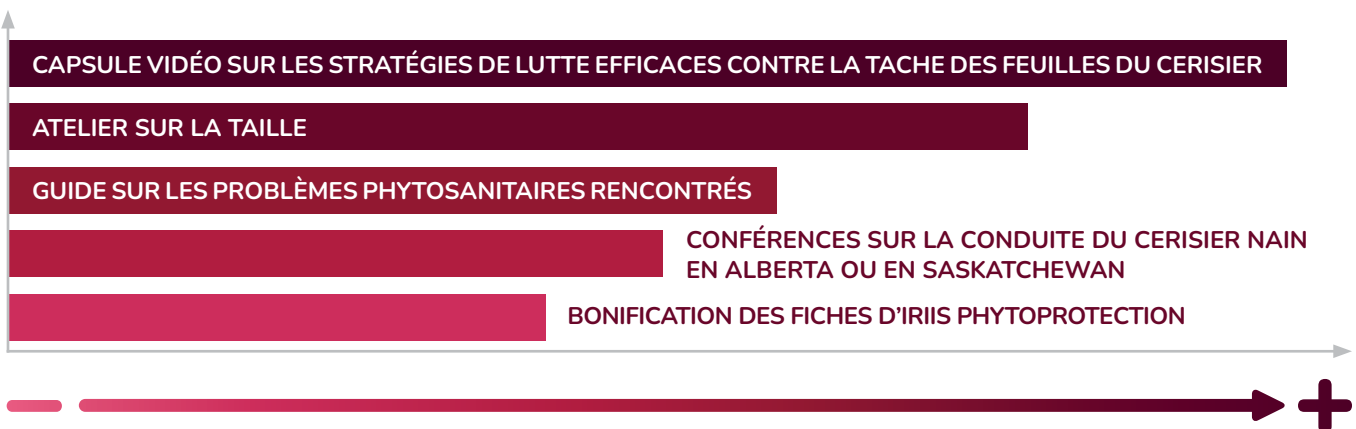 CAPSULE VIDÉO SUR LES STRATÉGIES DE LUTTE EFFICACES CONTRE LA TACHE DES FEUILLES DU CERISIER
ATELIER SUR LA TAILLE
GUIDE SUR LES PROBLÈMES PHYTOSANITAIRES RENCONTRÉS
CONFÉRENCES SUR LA CONDUITE DU CERISIER NAIN
EN ALBERTA OU EN SASKATCHEWAN
BONIFICATION DES FICHES D’IRIIS PHYTOPROTECTION